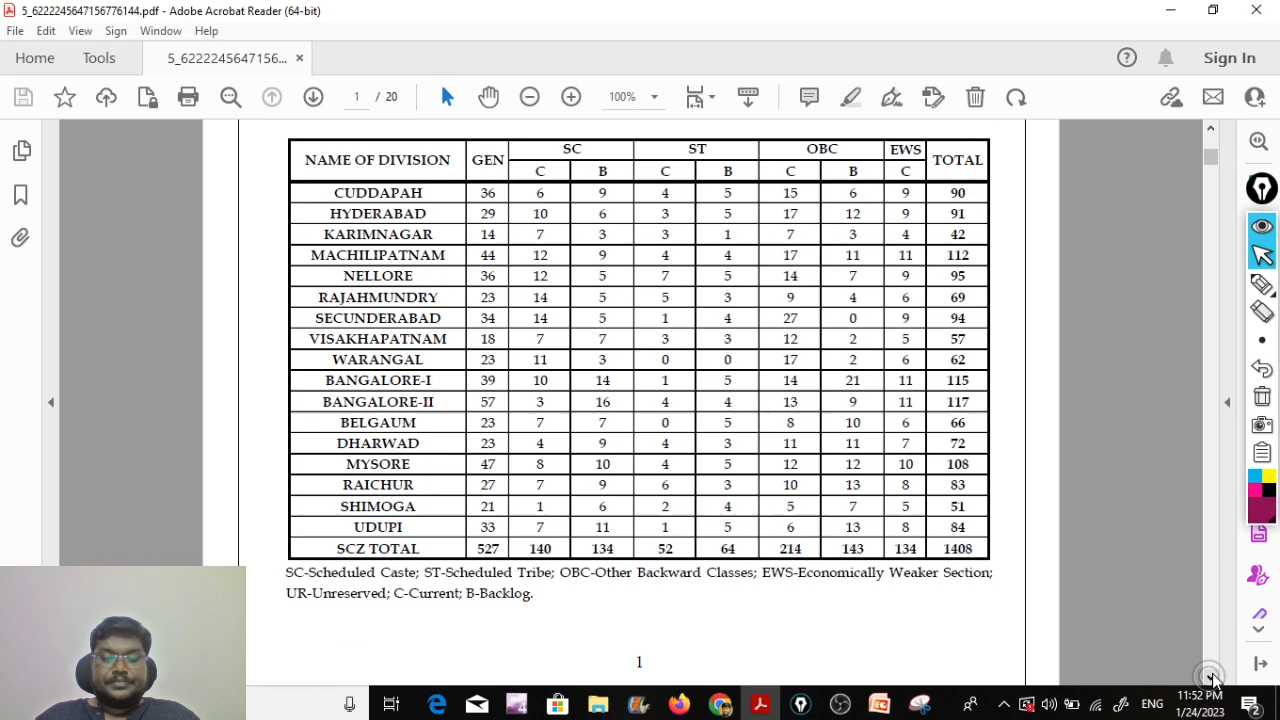 5_6222245647156776144.pdf - Adobe Acrobat Reader (64-bit)
File Edit View Sign Window Help
Home Tools 5_6222245647156... × Sign In
1 / 20 100%
NAME OF DIVISION GEN SC ST OBC EWS TOTAL
C B C B C B C
CUDDAPAH 36 6 9 4 5 15 6 9 90
HYDERABAD 29 10 6 3 5 17 12 9 91
KARIMNAGAR 14 7 3 3 1 7 3 4 42
MACHILIPATNAM 44 12 9 4 4 17 11 11 112
NELLORE 36 12 5 7 5 14 7 9 95
RAJAHMUNDRY 23 14 5 5 3 9 4 6 69
SECUNDERABAD 34 14 5 1 4 27 0 9 94
VISAKHAPATNAM 18 7 7 3 3 12 2 5 57
WARANGAL 23 11 3 0 0 17 2 6 62
BANGALORE-I 39 10 14 1 5 14 21 11 115
BANGALORE-II 57 3 16 4 4 13 9 11 117
BELGAUM 23 7 7 0 5 8 10 6 66
DHARWAD 23 4 9 4 3 11 11 7 72
MYSORE 47 8 10 4 5 12 12 10 108
RAICHUR 27 7 9 6 3 10 13 8 83
SHIMOGA 21 1 6 2 4 5 7 5 51
UDUPI 33 7 11 1 5 6 13 8 84
SCZ TOTAL 527 140 134 52 64 214 143 134 1408
SC-Scheduled Caste; ST-Scheduled Tribe; OBC-Other Backward Classes; EWS-Economically Weaker Section;
UR-Unreserved; C-Current; B-Backlog.
1
ENG 11:52 PM
1/24/2023 2